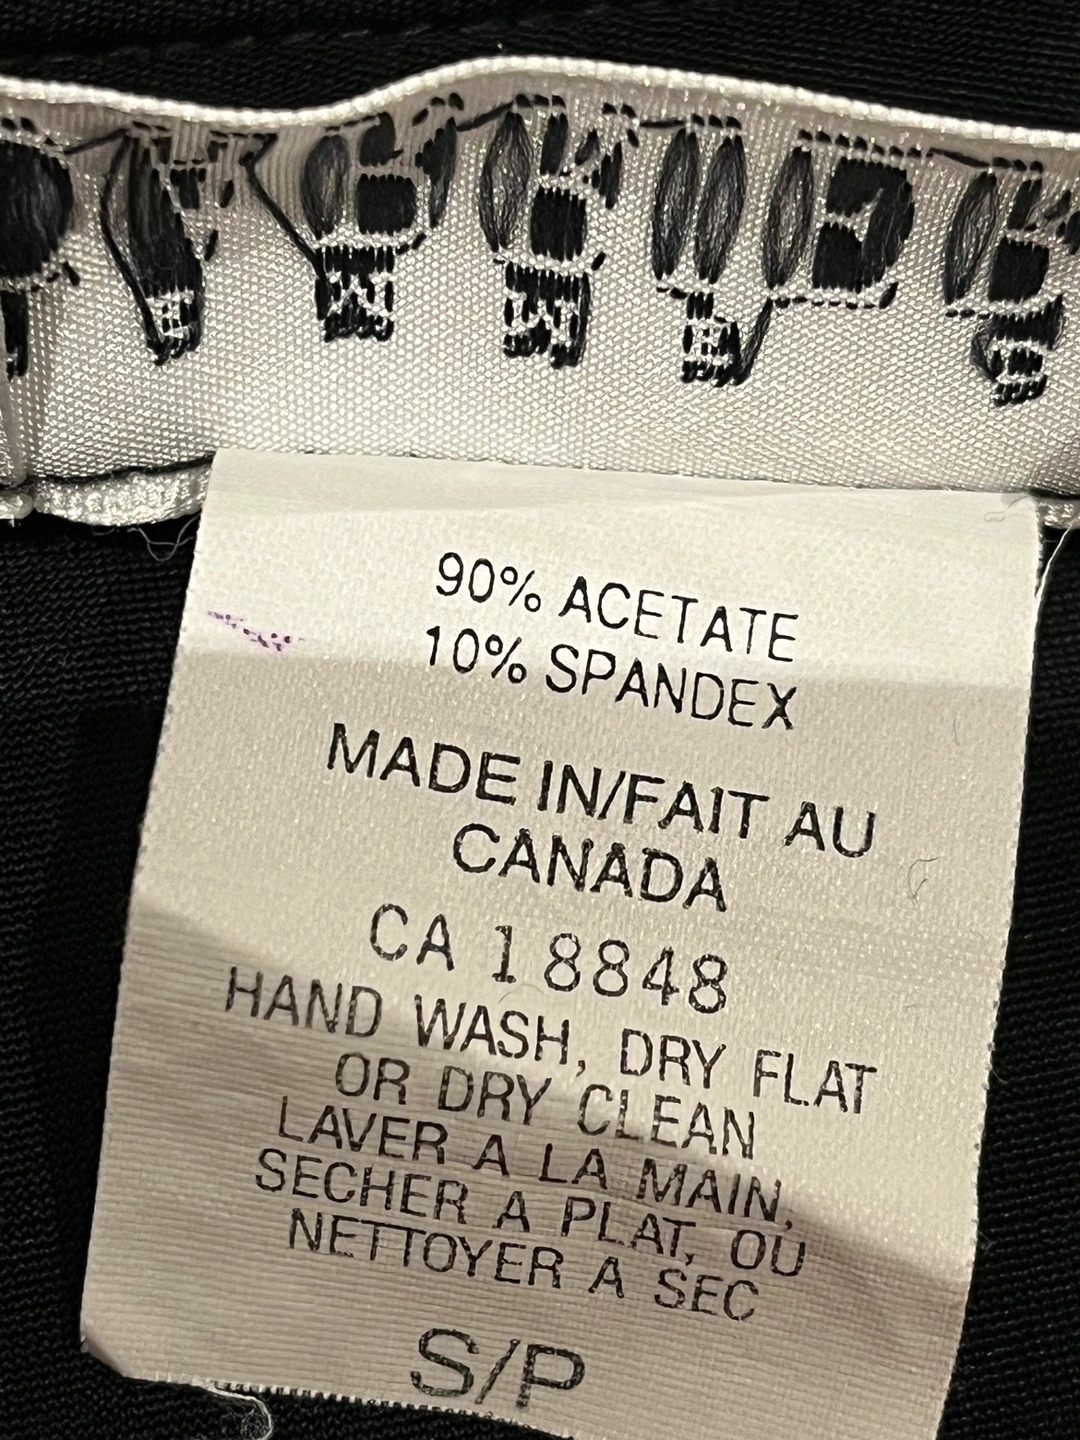 90% ACETATE
10% SPANDEX
MADE IN/FAIT AU
CANADA
CA 18848
HAND WASH, DRY FLAT
OR DRY CLEAN
LAVER A LA MAIN,
SECHER A PLAT, OU
NETTOYER A SEC
S/P